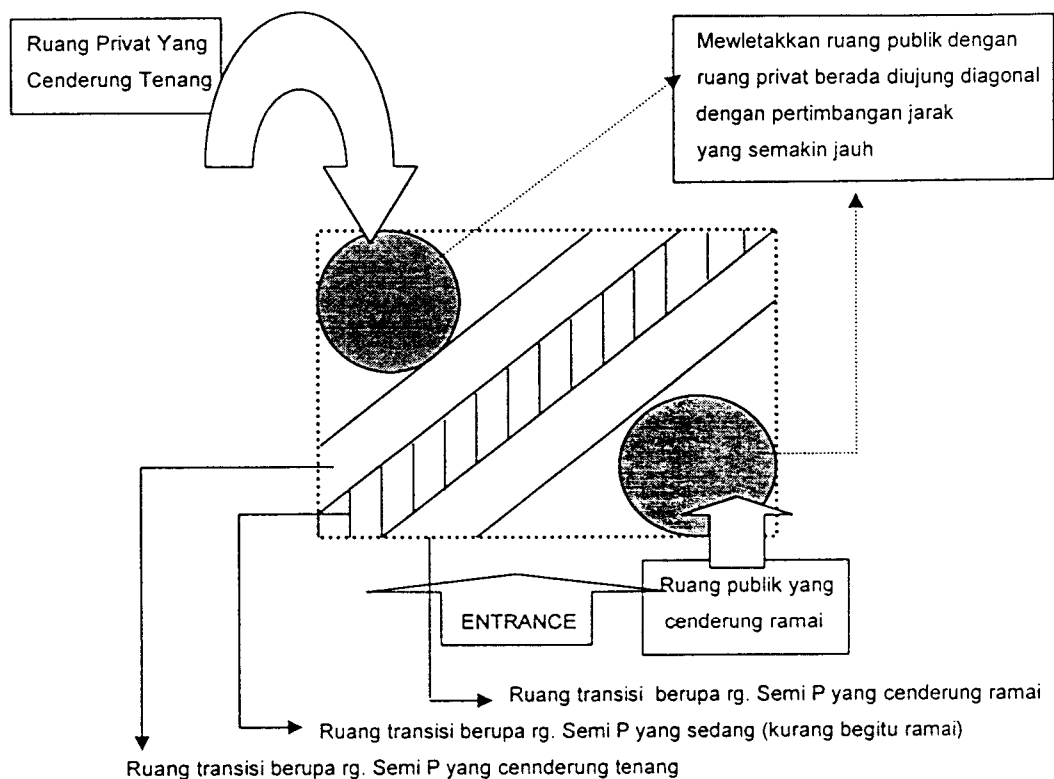 Ruang Privat Yang
Cenderung Tenang
Mewletakkan ruang publik dengan
ruang privat berada diujung diagonal
dengan pertimbangan jarak
yang semakin jauh
Ruang publik yang
cenderung ramai
ENTRANCE
Ruang transisi berupa rg. Semi P yang cenderung ramai
Ruang transisi berupa rg. Semi P yang sedang (kurang begitu ramai)
Ruang transisi berupa rg. Semi P yang cennderung tenang